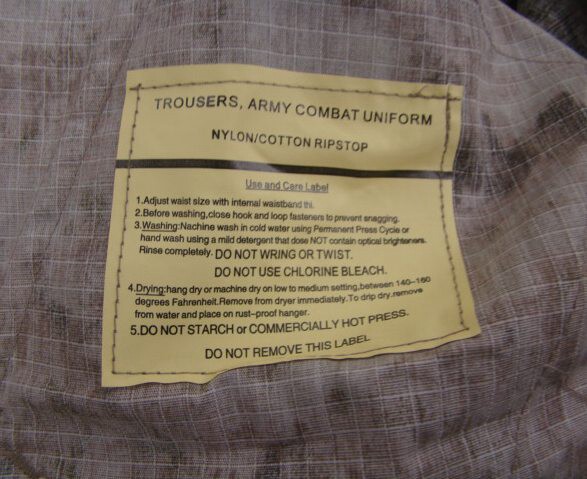 TROUSERS, ARMY COMBAT UNIFORM
NYLON/COTTON RIPSTOP
Use and Care Label
1.Adjust waist size with internal waistband thi.
2.Before washing,close hook and loop fasteners to prevent snagging.
3.Washing:Nachine wash in cold water using Permanent Press Cycle or
hand wash using a mild detergent that dose NOT contain optical brighteners.
Rinse completely. DO NOT WRING OR TWIST.
DO NOT USE CHLORINE BLEACH.
4.Drying:hang dry or machine dry on low to medium setting,between 140-160
degrees Fahrenheit.Remove from dryer immediately.To drip dry.remove
from water and place on rust-proof hanger.
5.DO NOT STARCH or COMMERCIALLY HOT PRESS.
DO NOT REMOVE THIS LABEL